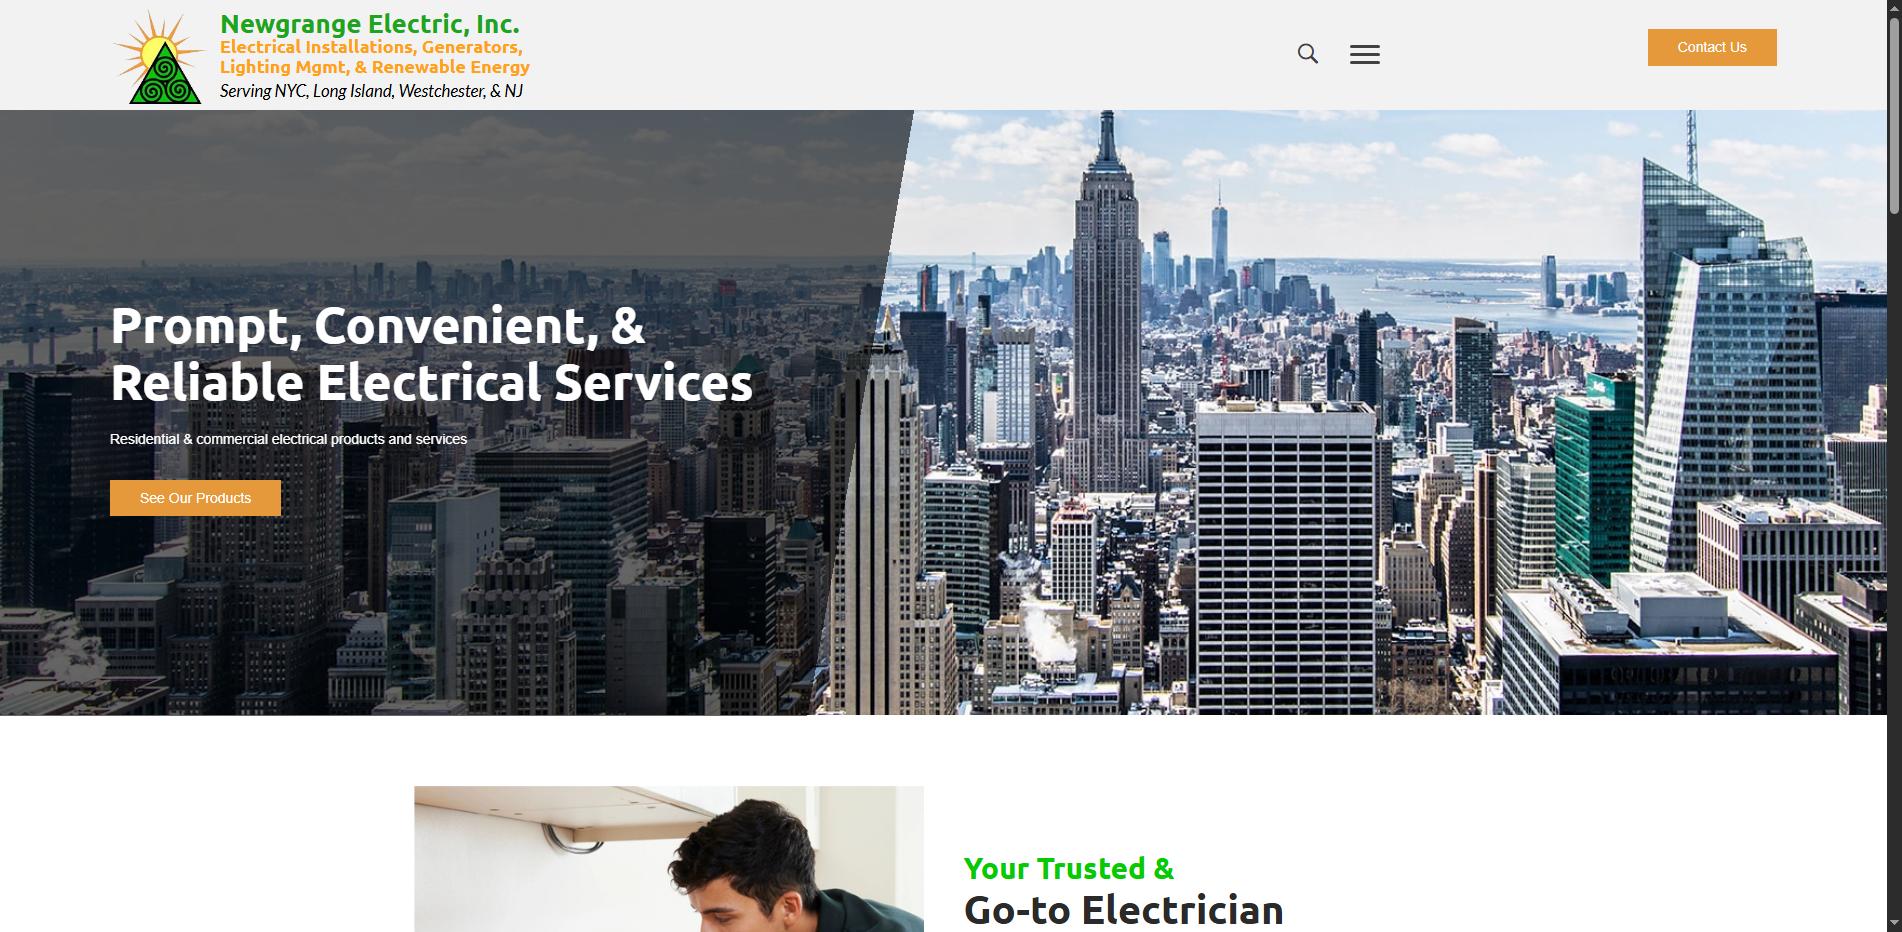 Newgrange Electric, Inc.
Electrical Installations, Generators,
Lighting Mgmt, & Renewable Energy
Serving NYC, Long Island, Westchester, & NJ
Contact Us
Prompt, Convenient, &
Reliable Electrical Services
Residential & commercial electrical products and services
See Our Products
Your Trusted &
Go-to Electrician